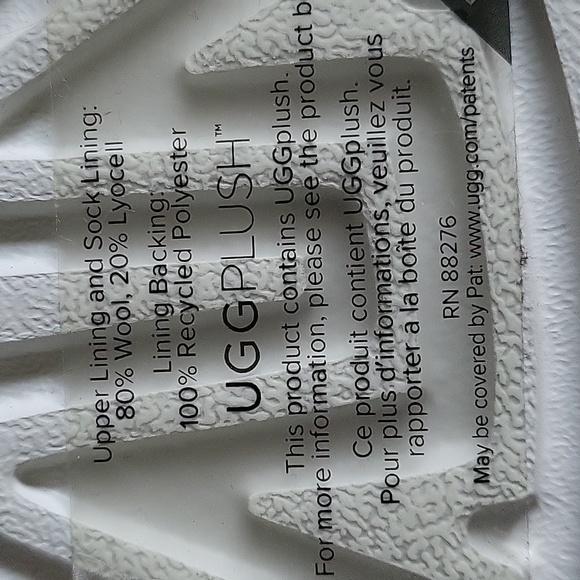 Upper Lining and Sock Lining:
80% Wool, 20% Lyocell
Lining Backing:
100% Recycled Polyester
UGGPLUSH™
This product contains UGGplush.
For more information, please see the product b
Ce produit contient UGGplush.
Pour plus d'informations, veuillez vous
rapporter à la boîte du produit.
RN 88276
May be covered by Pat: www.ugg.com/patents